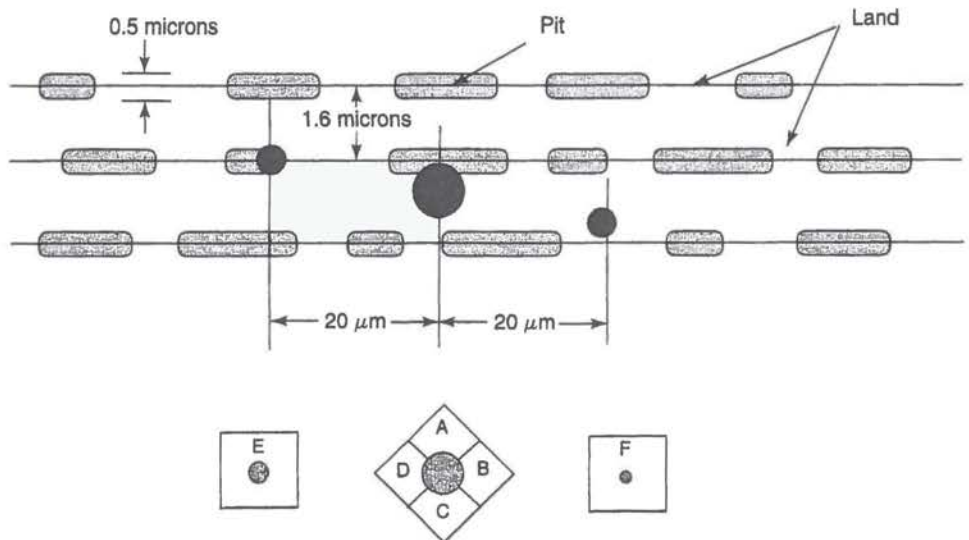 0.5 microns
Pit
Land
1.6 microns
20 μm
20 μm
E
A
D
B
C
F